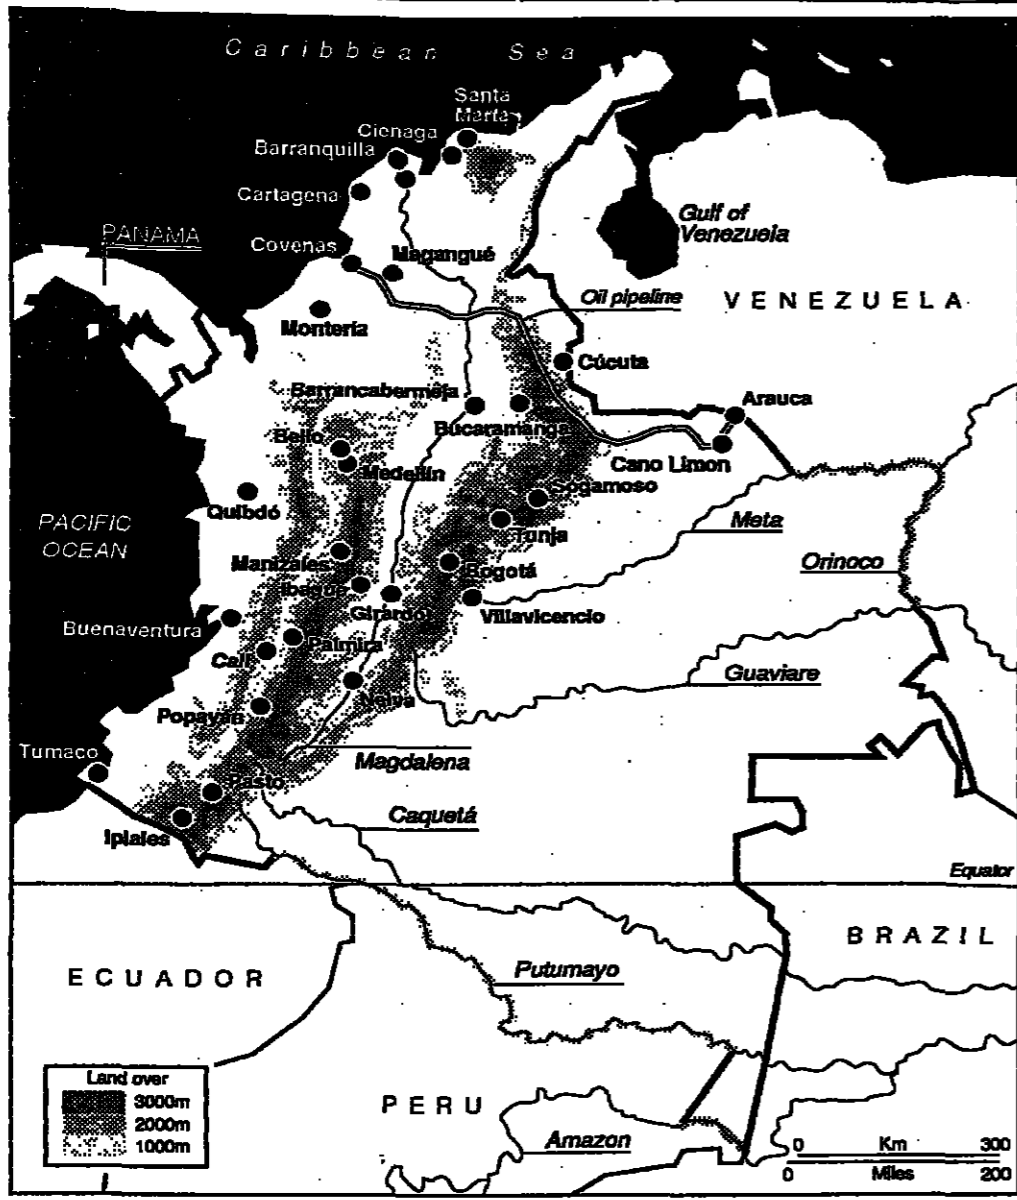 Caribbean Sea
Santa
Marta
Cienaga
Barranquilla
Cartagena
PANAMA
Covenas
Magangué
Gulf of
Venezuela
Oil pipeline
VENEZUELA
Montería
Cúcuta
Barrancabermeja
Arauca
Bucaramanga
Bello
Cano Limon
Medellín
Sogamoso
Quibdó
Meta
PACIFIC
OCEAN
Tunja
Manizales
Bogotá
Orinoco
Ibagué
Girardot
Villavicencio
Buenaventura
Palmira
Cali
Guaviare
Neiva
Popayán
Tumaco
Magdalena
Pasto
Caquetá
Ipiales
Equator
BRAZIL
ECUADOR
Putumayo
Land over
3000m
2000m
1000m
PERU
Amazon
0 Km 300
0 Miles 200